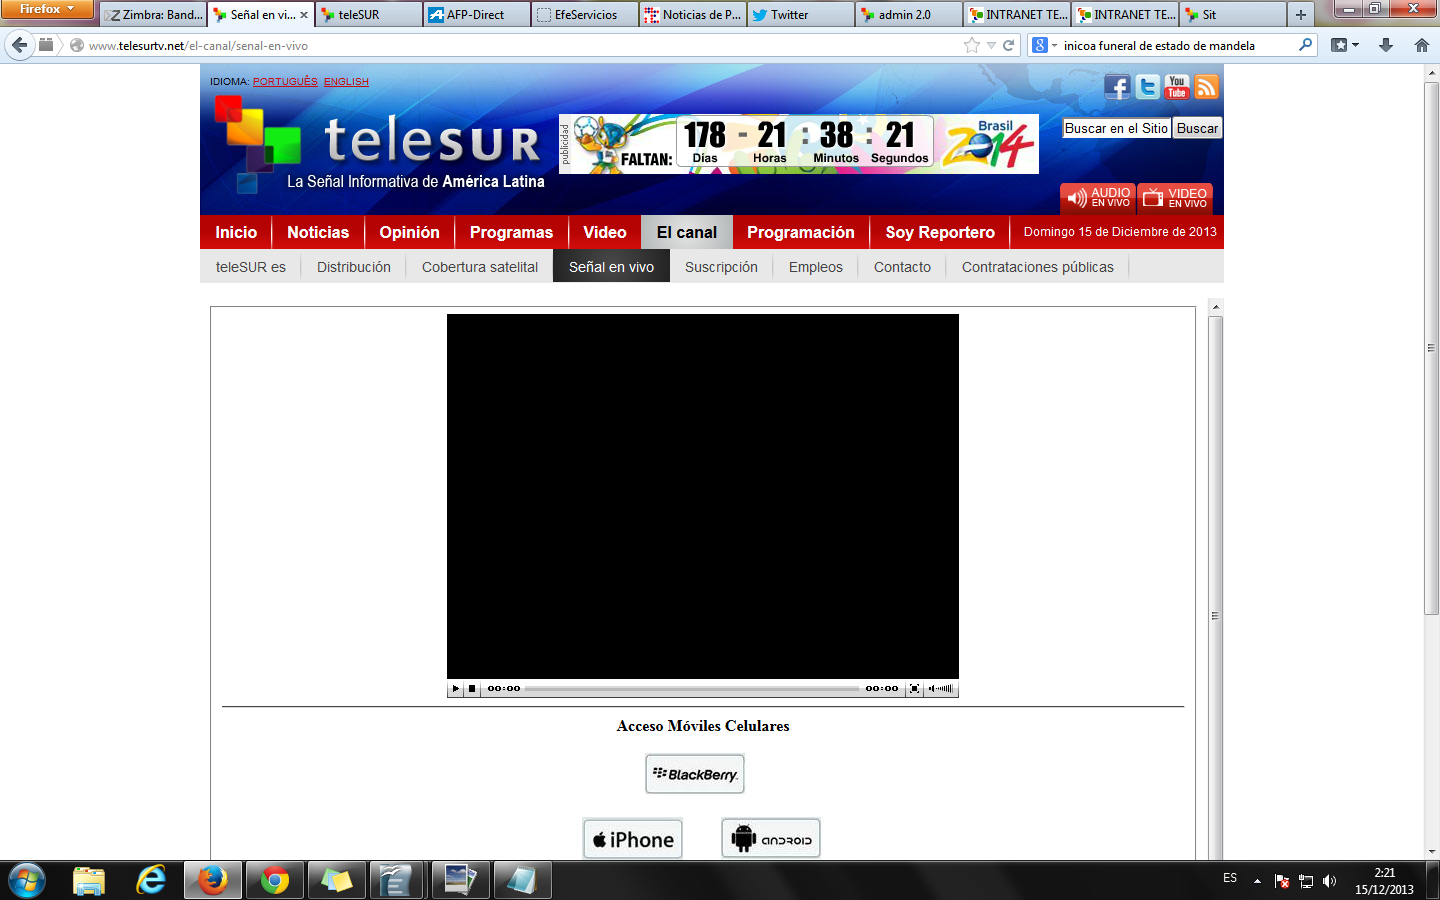 Firefox
Zimbra: Band...
Señal en vi...
teleSUR
AFP-Direct
EfeServicios
Noticias de P...
Twitter
admin 2.0
INTRANET TE...
INTRANET TE...
Sit
www.telesurtv.net/el-canal/senal-en-vivo
inicoa funeral de estado de mandela
IDIOMA: PORTUGUÊS ENGLISH
You Tube
teleSUR
La Señal Informativa de América Latina
publicidad
FALTAN:
178 - 21 : 38 : 21
Días Horas Minutos Segundos
Brasil
2014
Buscar en el Sitio Buscar
AUDIO EN VIVO
VIDEO EN VIVO
Inicio Noticias Opinión Programas Video El canal Programación Soy Reportero Domingo 15 de Diciembre de 2013
teleSUR es Distribución Cobertura satelital Señal en vivo Suscripción Empleos Contacto Contrataciones públicas
00:00 00:00
Acceso Móviles Celulares
BlackBerry
iPhone ANDROID
ES
2:21
15/12/2013